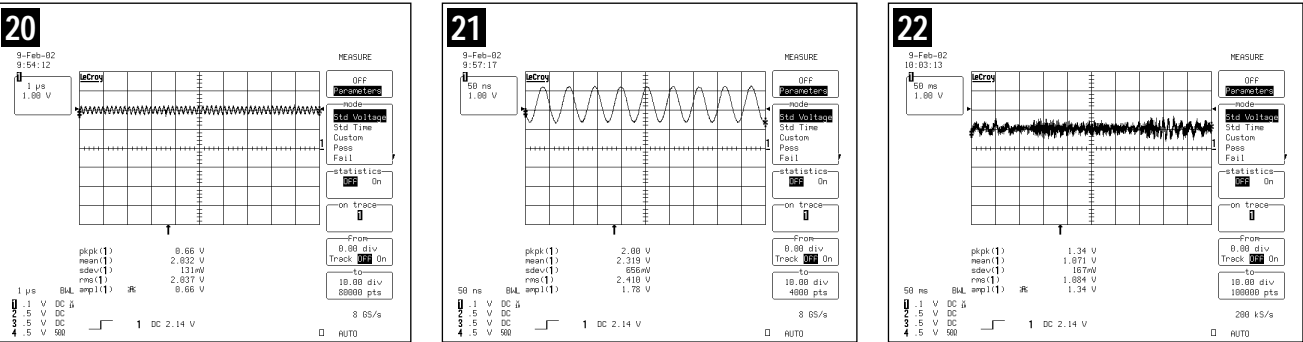 20
9-Feb-02
9:54:12
1
1 µs
1.00 V
LeCroy
1
MEASURE
Off
Parameters
mode
Std Voltage
Std Time
Custom
Pass
Fail
statistics
OFF On
on trace
1
from
0.00 div
Track OFF On
to
10.00 div
80000 pts
pkpk(1) 0.66 V
mean(1) 2.032 V
sdev(1) 131mV
rms(1) 2.037 V
ampl(1) 0.66 V
1 µs BWL
1 .1 V DC
2 .5 V DC
3 .5 V DC
4 .5 V 50Ω
1 DC 2.14 V
8 GS/s
AUTO
21
9-Feb-02
9:57:17
1
50 ns
1.00 V
LeCroy
1
MEASURE
Off
Parameters
mode
Std Voltage
Std Time
Custom
Pass
Fail
statistics
OFF On
on trace
1
from
0.00 div
Track OFF On
to
10.00 div
4000 pts
pkpk(1) 2.00 V
mean(1) 2.319 V
sdev(1) 656mV
rms(1) 2.410 V
ampl(1) 1.78 V
50 ns BWL
1 .1 V DC
2 .5 V DC
3 .5 V DC
4 .5 V 50Ω
1 DC 2.14 V
8 GS/s
AUTO
22
9-Feb-02
10:03:13
1
50 ms
1.00 V
LeCroy
1
MEASURE
Off
Parameters
mode
Std Voltage
Std Time
Custom
Pass
Fail
statistics
OFF On
on trace
1
from
0.00 div
Track OFF On
to
10.00 div
100000 pts
pkpk(1) 1.34 V
mean(1) 1.071 V
sdev(1) 167mV
rms(1) 1.084 V
ampl(1) 1.34 V
50 ms BWL
1 .1 V DC
2 .5 V DC
3 .5 V DC
4 .5 V 50Ω
1 DC 2.14 V
200 kS/s
AUTO